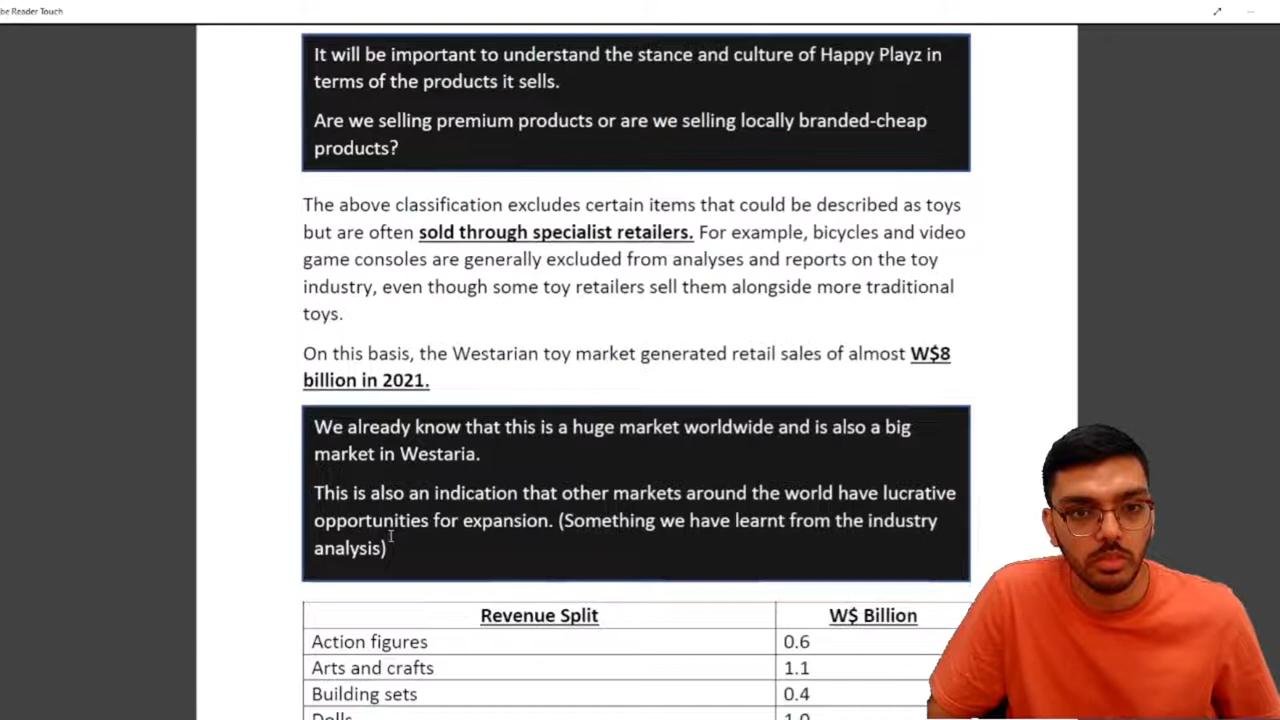 be Reader Touch
It will be important to understand the stance and culture of Happy Playz in
terms of the products it sells.
Are we selling premium products or are we selling locally branded-cheap
products?
The above classification excludes certain items that could be described as toys
but are often sold through specialist retailers. For example, bicycles and video
game consoles are generally excluded from analyses and reports on the toy
industry, even though some toy retailers sell them alongside more traditional
toys.
On this basis, the Westarian toy market generated retail sales of almost W$8
billion in 2021.
We already know that this is a huge market worldwide and is also a big
market in Westaria.
This is also an indication that other markets around the world have lucrative
opportunities for expansion. (Something we have learnt from the industry
analysis)
Revenue Split W$ Billion
Action figures 0.6
Arts and crafts 1.1
Building sets 0.4
Dolls 1.0